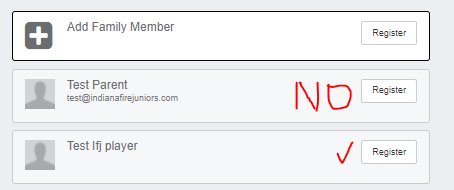 Add Family Member
Register
Test Parent
test@indianafirejuniors.com
NO
Register
Test Ifj player
Register